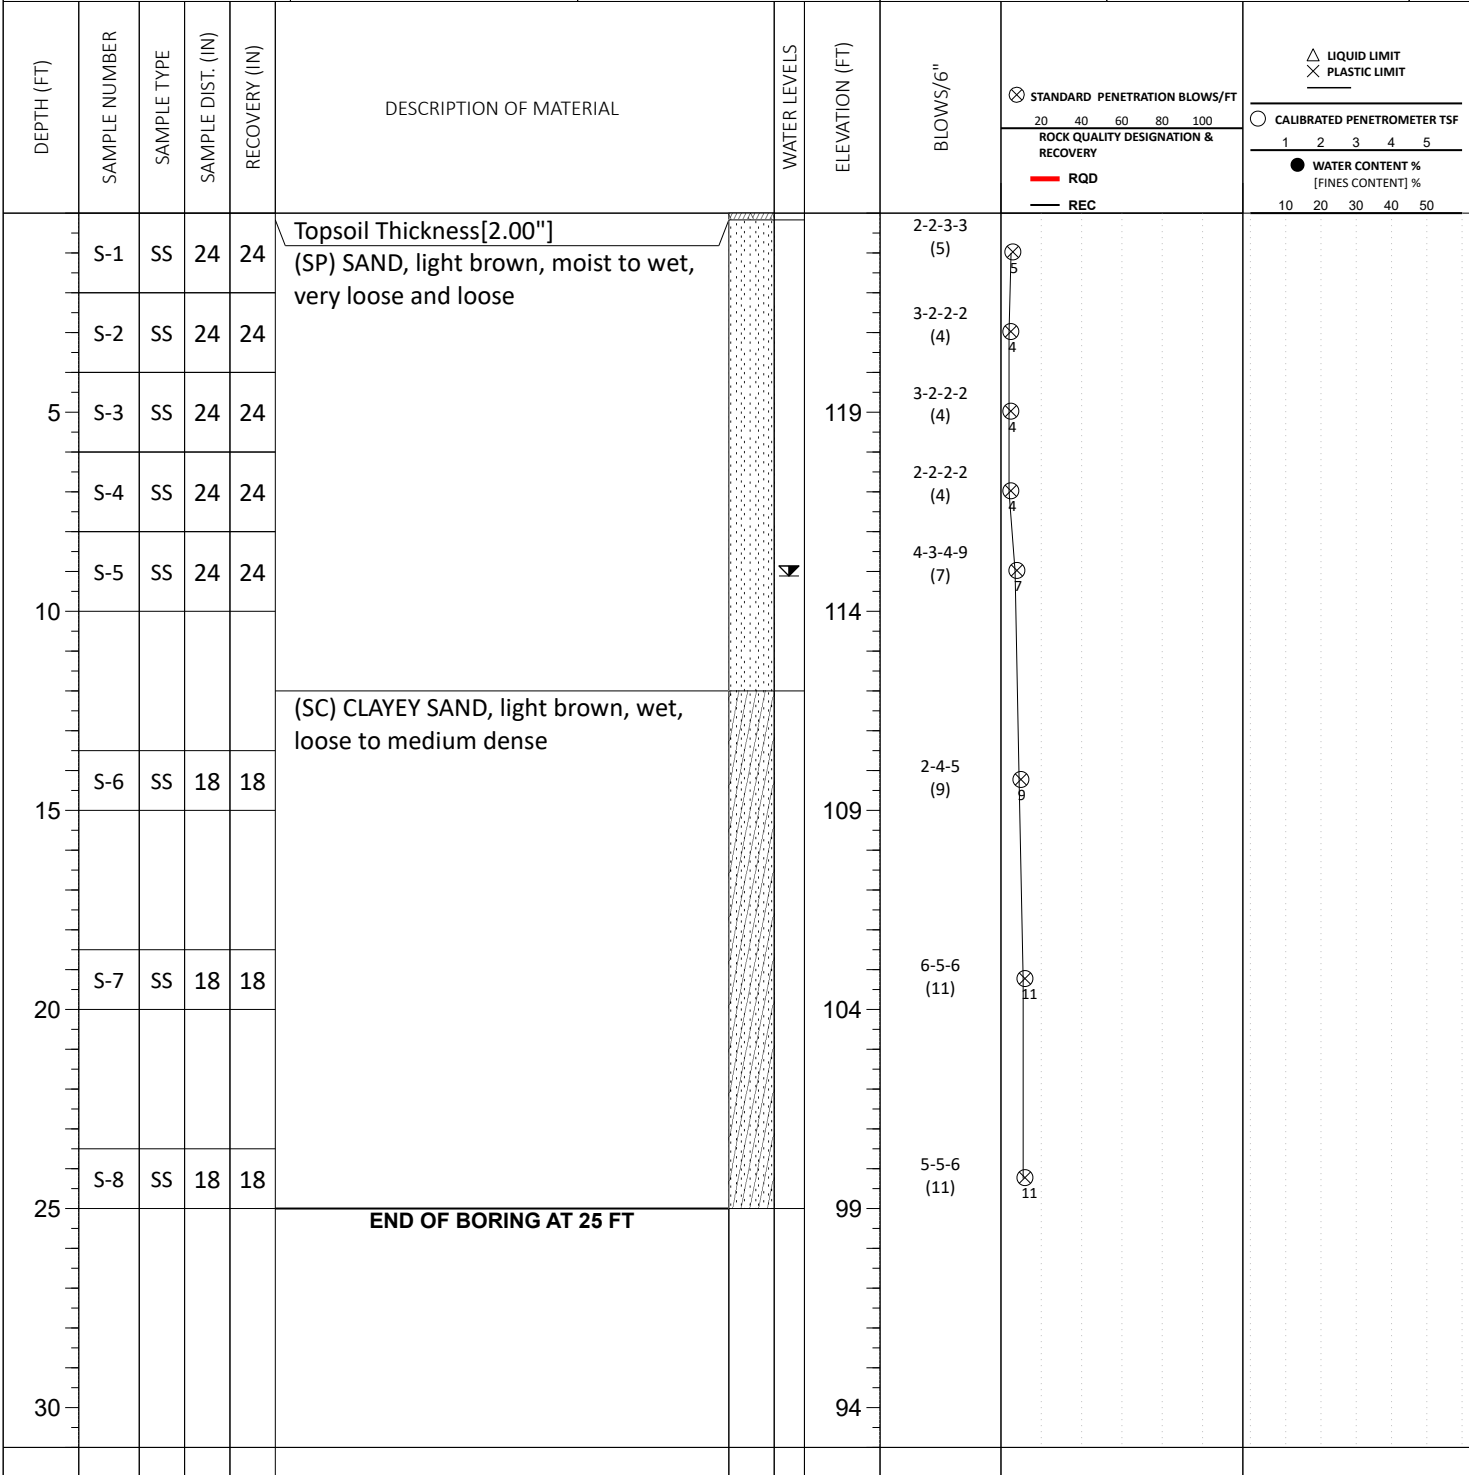 DEPTH (FT)
SAMPLE NUMBER
SAMPLE TYPE
SAMPLE DIST. (IN)
RECOVERY (IN)
DESCRIPTION OF MATERIAL
WATER LEVELS
ELEVATION (FT)
BLOWS/6"
STANDARD PENETRATION BLOWS/FT
20 40 60 80 100
ROCK QUALITY DESIGNATION &
RECOVERY
RQD
REC
LIQUID LIMIT
PLASTIC LIMIT
CALIBRATED PENETROMETER TSF
1 2 3 4 5
WATER CONTENT %
[FINES CONTENT] %
10 20 30 40 50
Topsoil Thickness[2.00"]
2-2-3-3
S-1 SS 24 24
(SP) SAND, light brown, moist to wet,
(5)
5
very loose and loose
3-2-2-2
S-2 SS 24 24
(4)
4
3-2-2-2
5 S-3 SS 24 24
119
(4)
4
2-2-2-2
S-4 SS 24 24
(4)
4
4-3-4-9
S-5 SS 24 24
(7)
7
10
114
(SC) CLAYEY SAND, light brown, wet,
loose to medium dense
2-4-5
S-6 SS 18 18
(9)
9
15
109
6-5-6
S-7 SS 18 18
(11)
11
20
104
5-5-6
S-8 SS 18 18
(11)
11
25
99
END OF BORING AT 25 FT
30
94